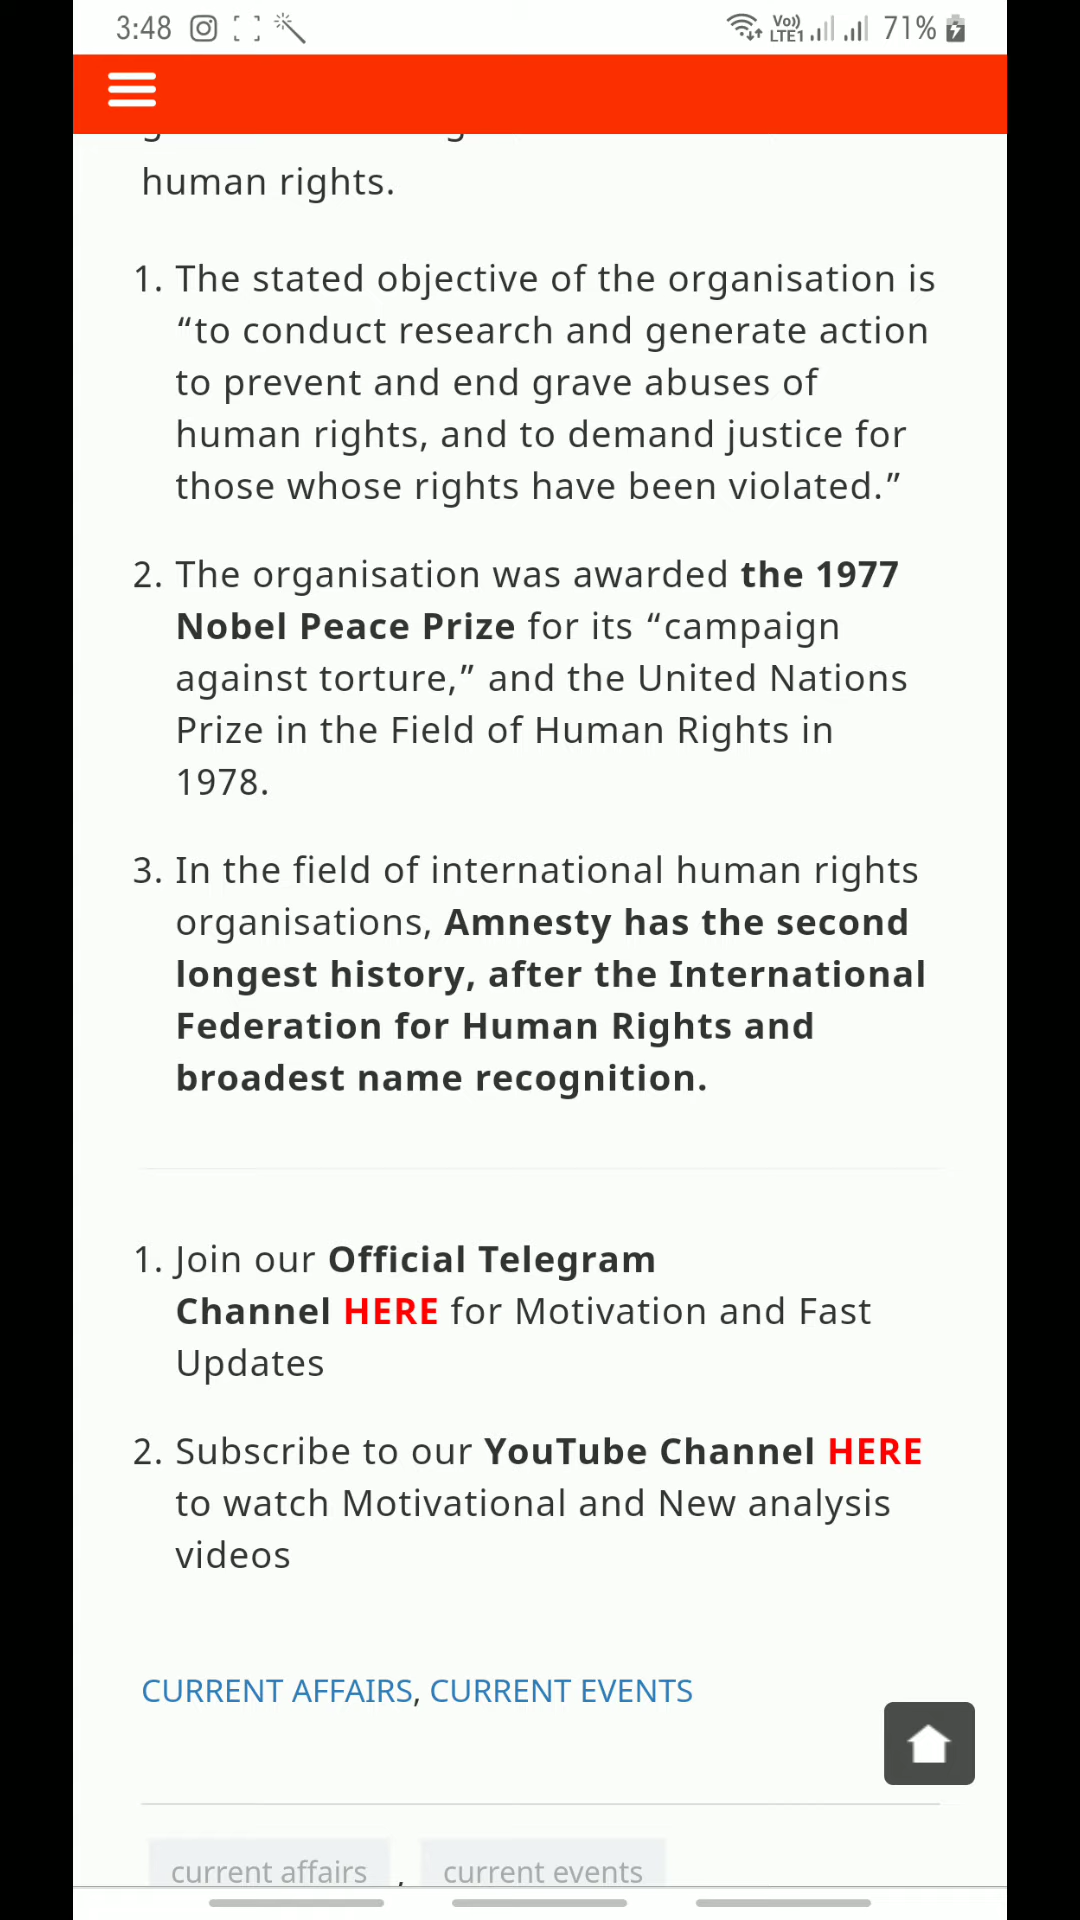 3:48 Vo)) LTE1 71%
human rights.
1. The stated objective of the organisation is
“to conduct research and generate action
to prevent and end grave abuses of
human rights, and to demand justice for
those whose rights have been violated.”
2. The organisation was awarded the 1977
Nobel Peace Prize for its “campaign
against torture,” and the United Nations
Prize in the Field of Human Rights in
1978.
3. In the field of international human rights
organisations, Amnesty has the second
longest history, after the International
Federation for Human Rights and
broadest name recognition.
1. Join our Official Telegram
Channel HERE for Motivation and Fast
Updates
2. Subscribe to our YouTube Channel HERE
to watch Motivational and New analysis
videos
CURRENT AFFAIRS, CURRENT EVENTS
current affairs , current events